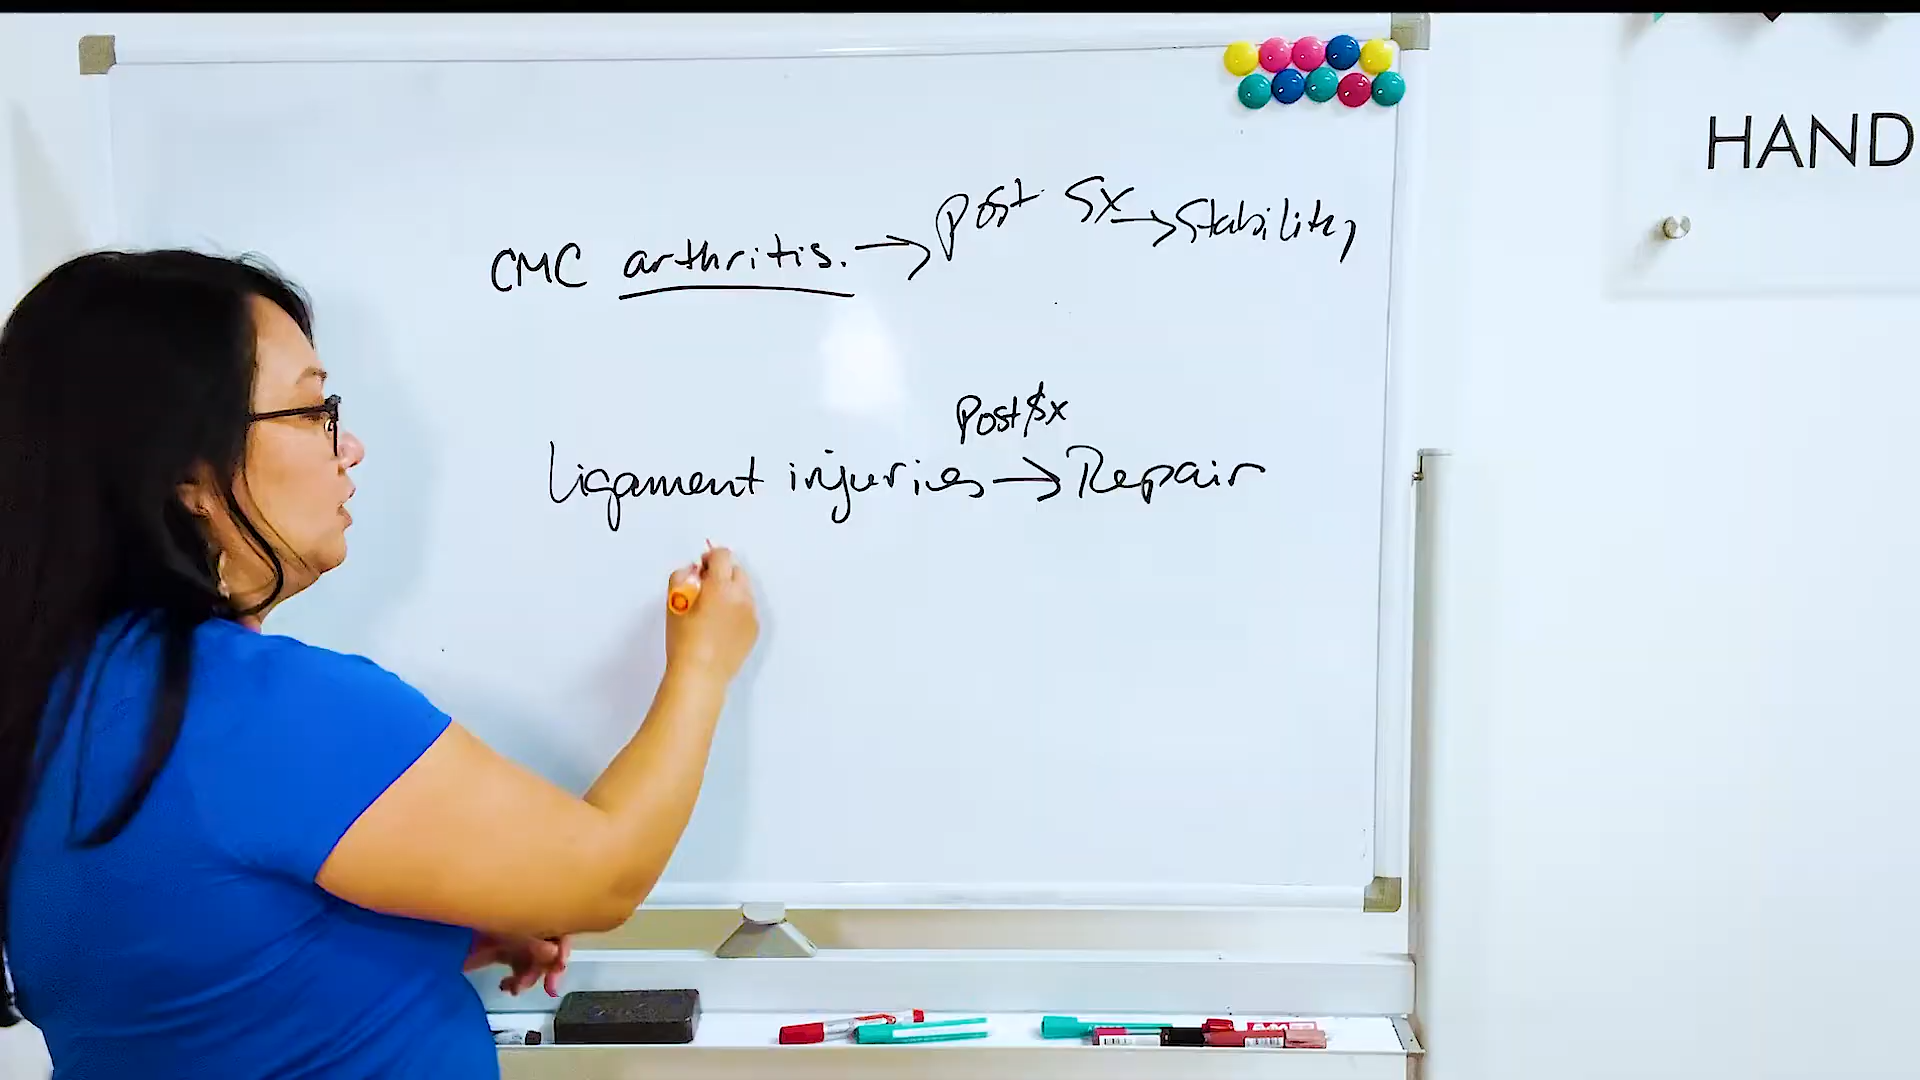 CMC arthritis. → Post Sx → Stability
Post Sx
Ligament injuries → Repair
HAND